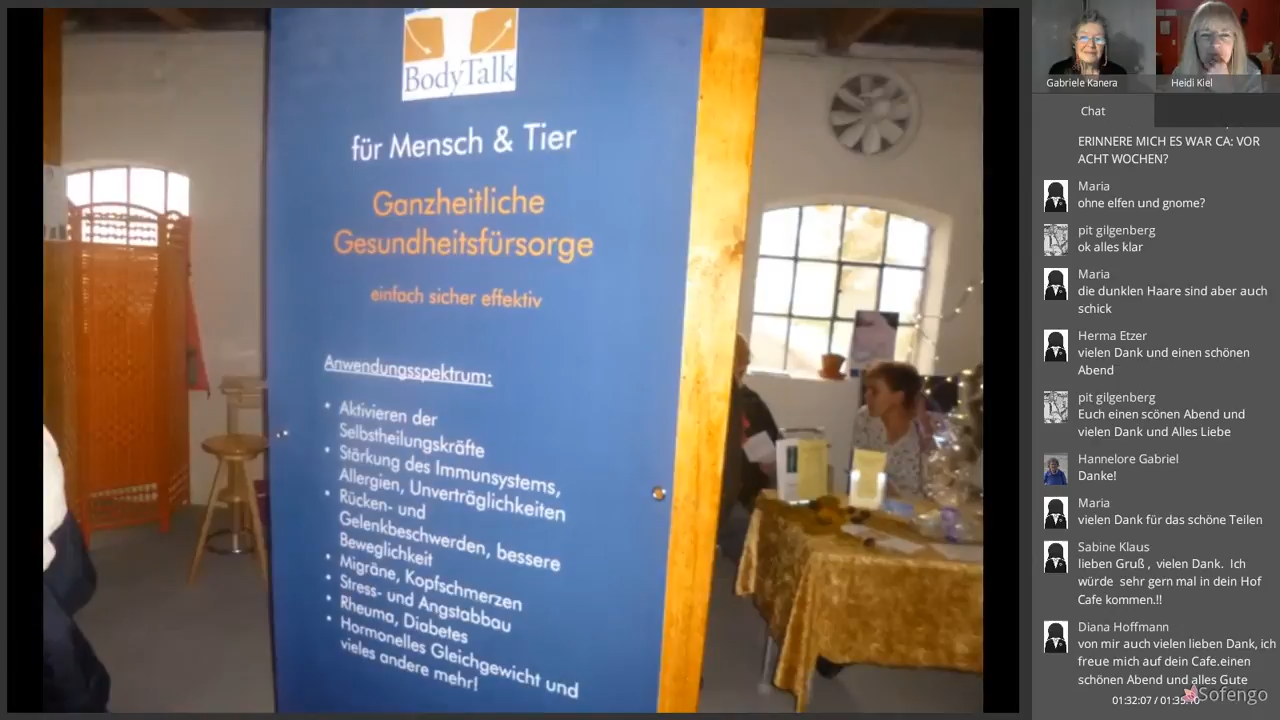 BodyTalk
für Mensch & Tier
Ganzheitliche
Gesundheitsfürsorge
einfach sicher effektiv
Anwendungsspektrum:
• Aktivieren der
Selbstheilungskräfte
• Stärkung des Immunsystems,
Allergien, Unverträglichkeiten
• Rücken- und
Gelenkbeschwerden, bessere
Beweglichkeit
• Migräne, Kopfschmerzen
• Stress- und Angstabbau
• Rheuma, Diabetes
• Hormonelles Gleichgewicht und
vieles andere mehr!
Gabriele Kanera
Heidi Kiel
Chat
ERINNERE MICH ES WAR CA: VOR
ACHT WOCHEN?
Maria
ohne elfen und gnome?
pit gilgenberg
ok alles klar
Maria
die dunklen Haare sind aber auch
schick
Herma Etzer
vielen Dank und einen schönen
Abend
pit gilgenberg
Euch einen scönen Abend und
vielen Dank und Alles Liebe
Hannelore Gabriel
Danke!
Maria
vielen Dank für das schöne Teilen
Sabine Klaus
lieben Gruß , vielen Dank. Ich
würde sehr gern mal in dein Hof
Cafe kommen.!!
Diana Hoffmann
von mir auch vielen lieben Dank, ich
freue mich auf dein Cafe.einen
schönen Abend und alles Gute
Sofengo
01:32:07 /